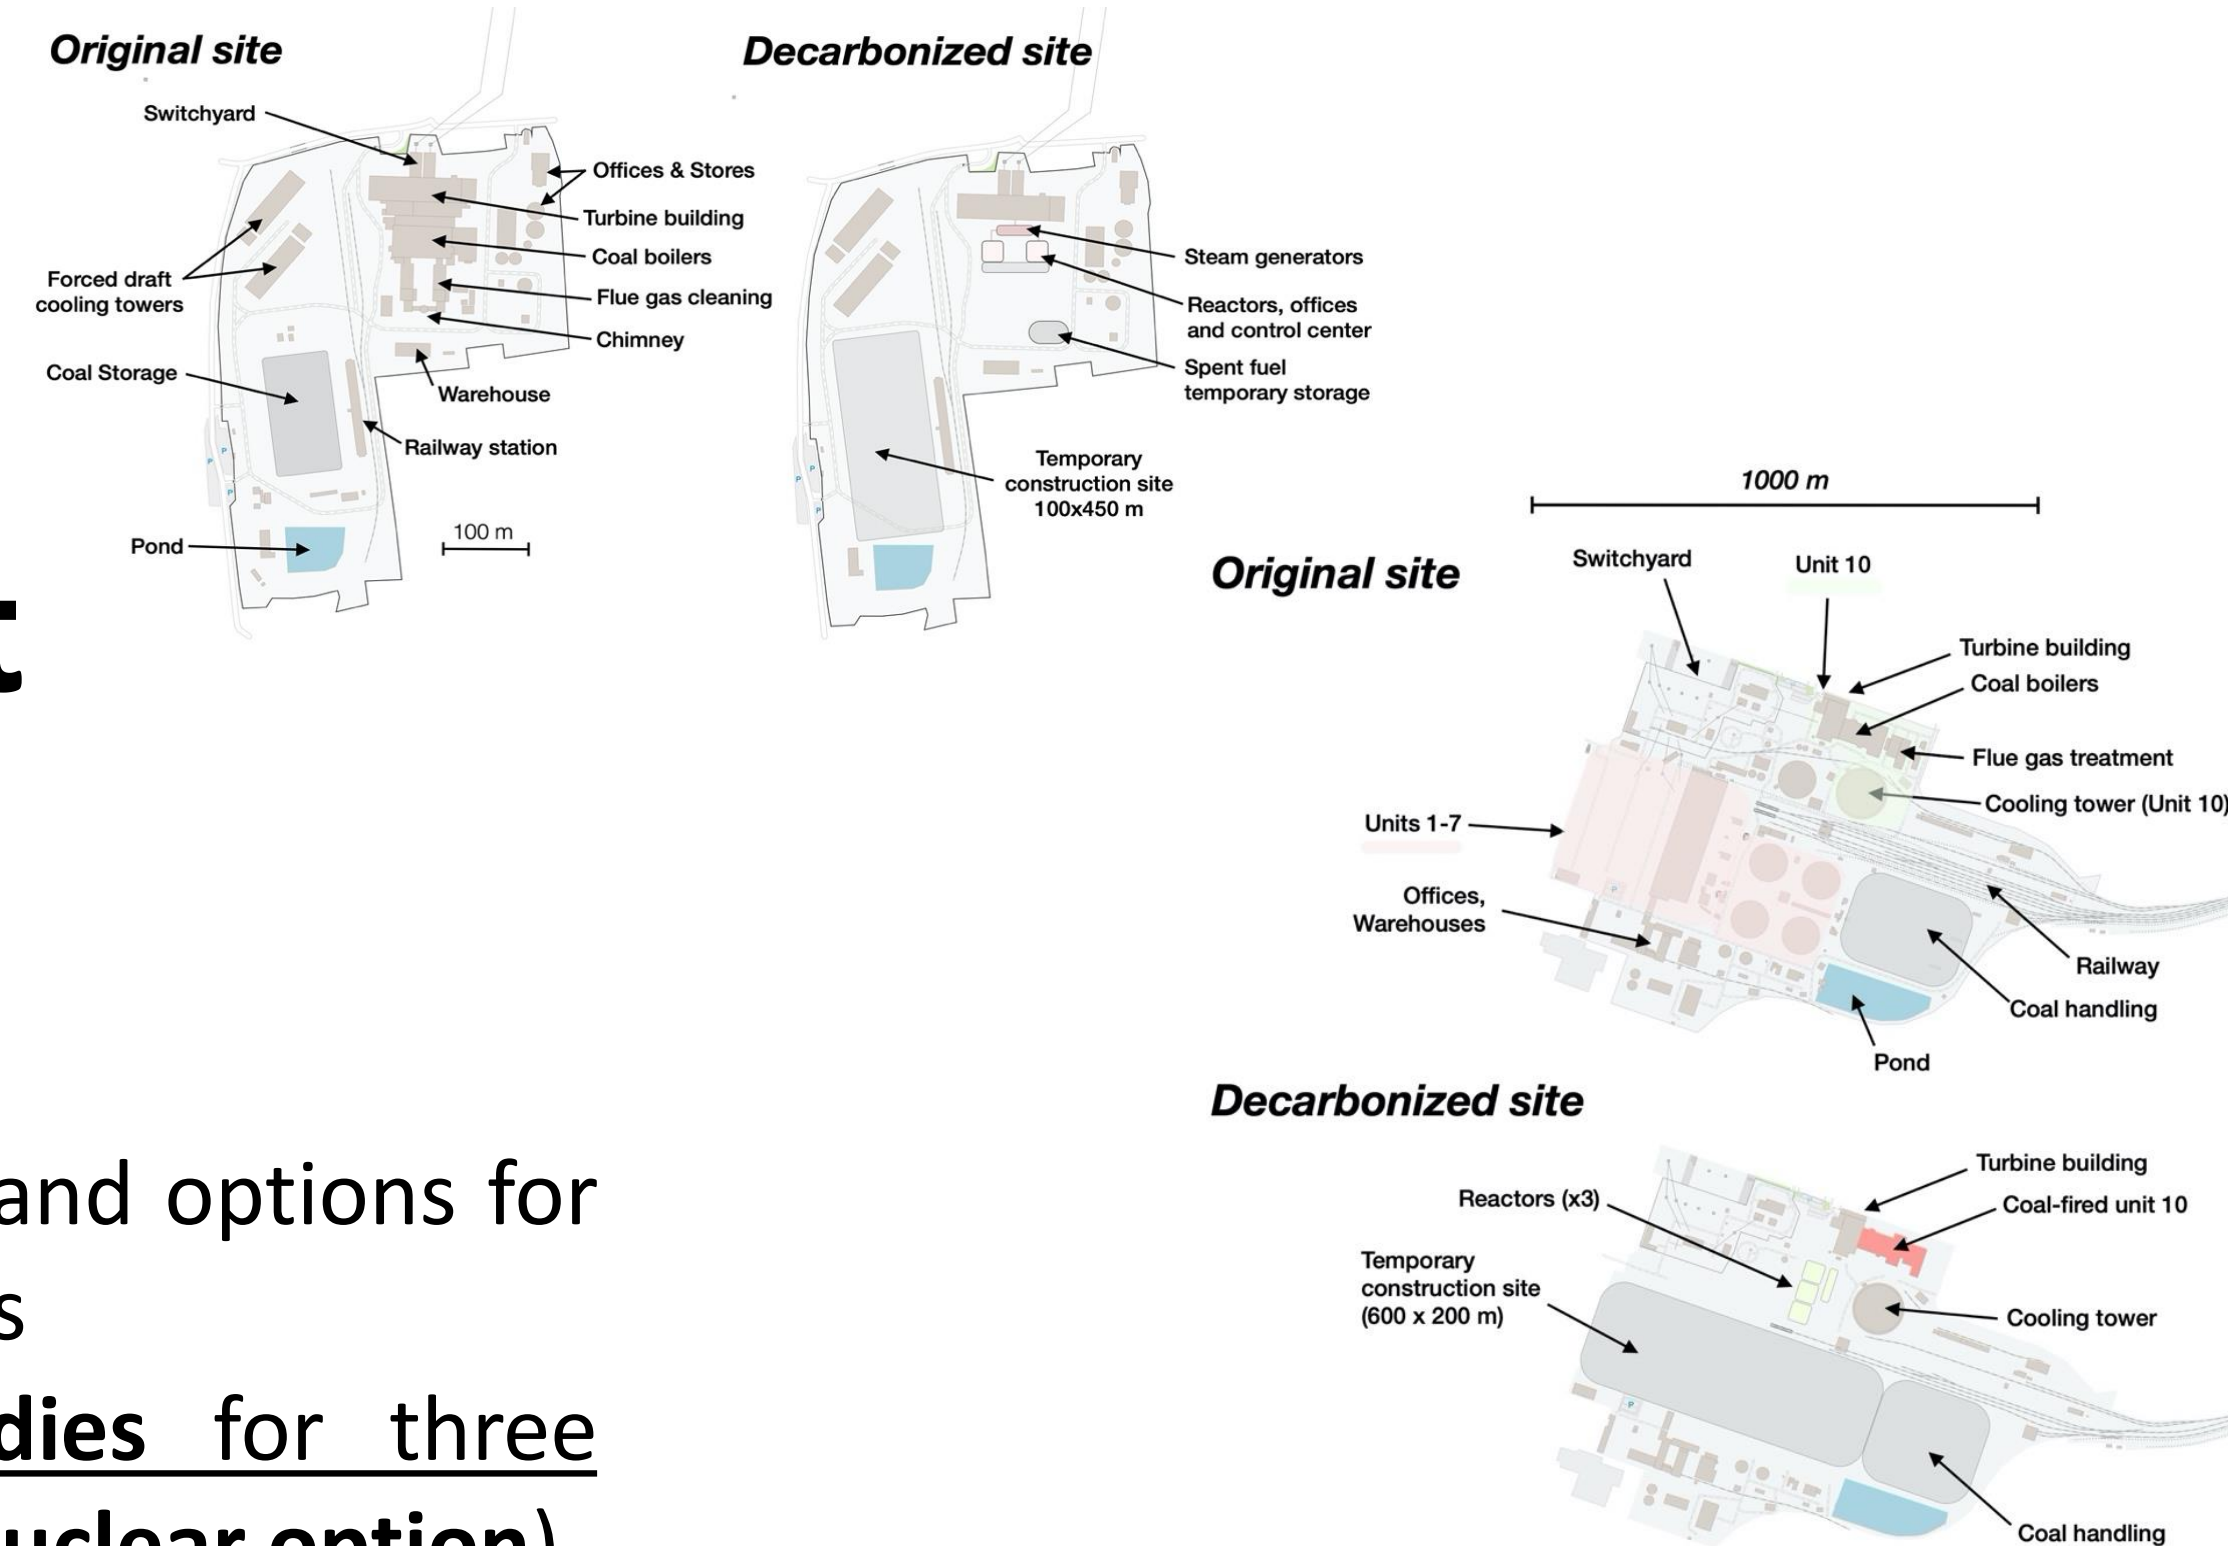 Original site
Switchyard
Offices & Stores
Turbine building
Coal boilers
Flue gas cleaning
Chimney
Forced draft
cooling towers
Coal Storage
Warehouse
Railway station
Pond
100 m
P
P
P
Decarbonized site
Steam generators
Reactors, offices
and control center
Spent fuel
temporary storage
Temporary
construction site
100x450 m
P
P
P
1000 m
Original site
Switchyard
Unit 10
Turbine building
Coal boilers
Flue gas treatment
Cooling tower (Unit 10)
Units 1-7
Offices,
Warehouses
P
Railway
Coal handling
Pond
Decarbonized site
Turbine building
Coal-fired unit 10
Reactors (x3)
Temporary
construction site
(600 x 200 m)
Cooling tower
P
Coal handling
t
and options for
s
dies for three
uclear option)